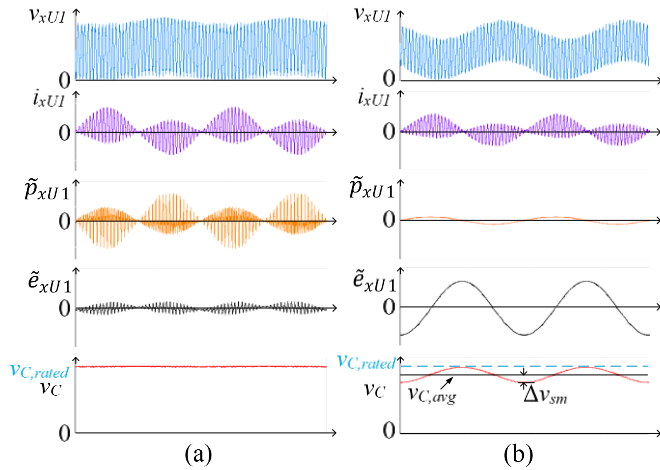 v_xU1
0
i_xU1
0
p̃_xU1
0
ẽ_xU1
0
v_C,rated
v_C
0
(a)
v_xU1
0
i_xU1
0
p̃_xU1
0
ẽ_xU1
0
v_C,rated
v_C
v_C,avg
Δv_sm
0
(b)